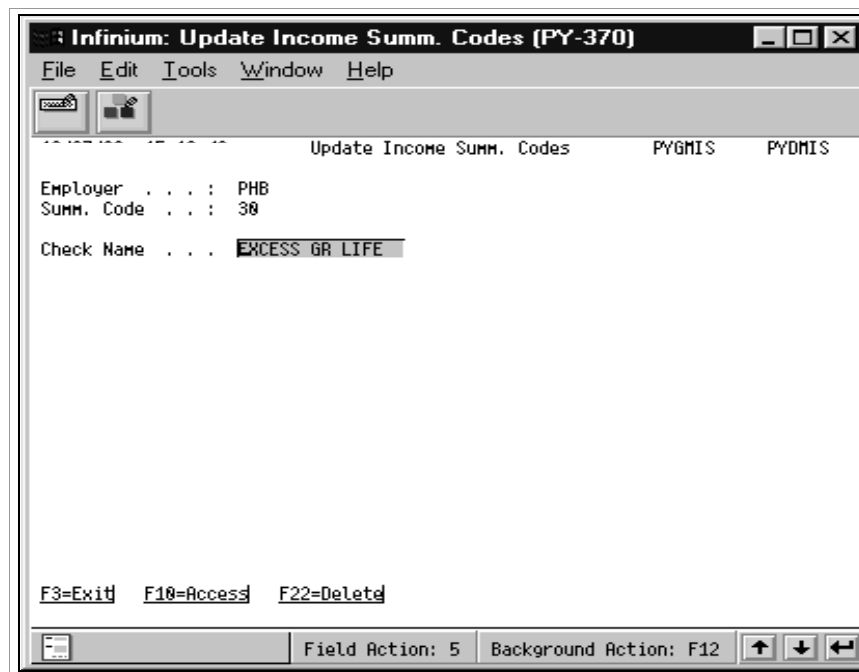 Infinium: Update Income Summ. Codes (PY-370)
File Edit Tools Window Help
Update Income Summ. Codes PYGMIS PYDMIS
Employer . . . : PHB
Summ. Code . . : 30
Check Name . . . EXCESS GR LIFE
F3=Exit F10=Access F22=Delete
Field Action: 5 Background Action: F12